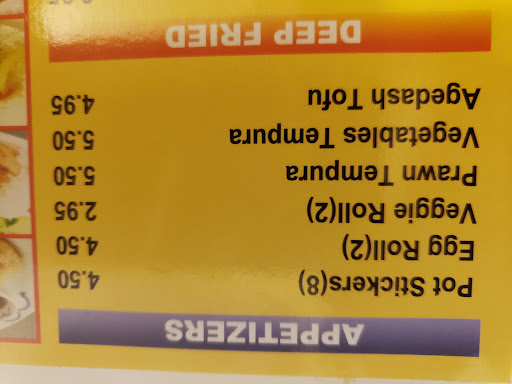 APPETIZERS
Pot Stickers(8) 4.50
Egg Roll(2) 4.50
Veggie Roll(2) 2.95
Prawn Tempura 5.50
Vegetables Tempura 5.50
Agedash Tofu 4.95
DEEP FRIED